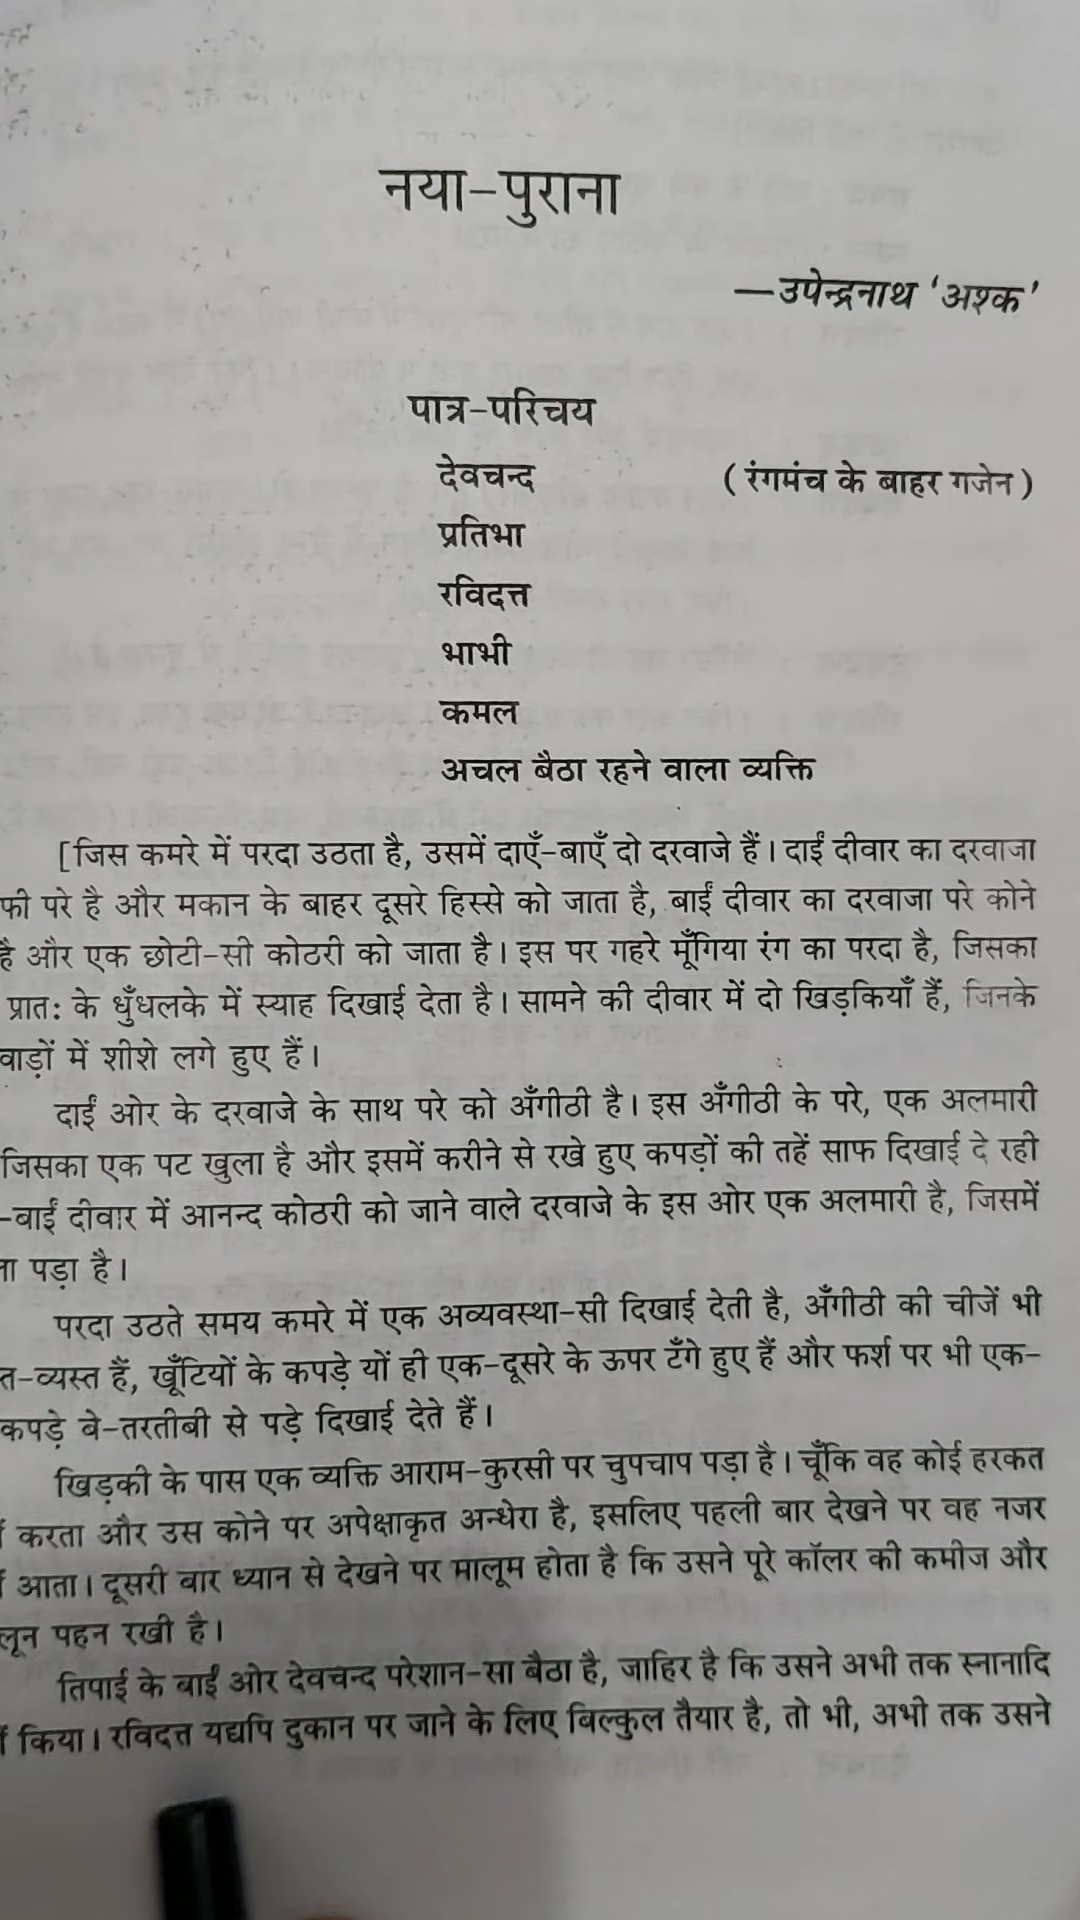 नया-पुराना
—उपेन्द्रनाथ 'अश्क'
पात्र-परिचय
देवचन्द (रंगमंच के बाहर गजेन)
प्रतिभा
रविदत्त
भाभी
कमल
अचल बैठा रहने वाला व्यक्ति
[जिस कमरे में परदा उठता है, उसमें दाएँ-बाएँ दो दरवाजे हैं। दाईं दीवार का दरवाजा
फी परे है और मकान के बाहर दूसरे हिस्से को जाता है, बाईं दीवार का दरवाजा परे कोने
है और एक छोटी-सी कोठरी को जाता है। इस पर गहरे मूँगिया रंग का परदा है, जिसका
प्रातः के धुँधलके में स्याह दिखाई देता है। सामने की दीवार में दो खिड़कियाँ हैं, जिनके
वाड़ों में शीशे लगे हुए हैं।
दाईं ओर के दरवाजे के साथ परे को अँगीठी है। इस अँगीठी के परे, एक अलमारी
जिसका एक पट खुला है और इसमें करीने से रखे हुए कपड़ों की तहें साफ दिखाई दे रही
-बाईं दीवार में आनन्द कोठरी को जाने वाले दरवाजे के इस ओर एक अलमारी है, जिसमें
पड़ा है।
परदा उठते समय कमरे में एक अव्यवस्था-सी दिखाई देती है, अँगीठी की चीजें भी
त-व्यस्त हैं, खूँटियों के कपड़े यों ही एक-दूसरे के ऊपर टँगे हुए हैं और फर्श पर भी एक-
कपड़े बे-तरतीबी से पड़े दिखाई देते हैं।
खिड़की के पास एक व्यक्ति आराम-कुरसी पर चुपचाप पड़ा है। चूँकि वह कोई हरकत
करता और उस कोने पर अपेक्षाकृत अन्धेरा है, इसलिए पहली बार देखने पर वह नजर
आता। दूसरी बार ध्यान से देखने पर मालूम होता है कि उसने पूरे कॉलर की कमीज और
लून पहन रखी है।
तिपाई के बाईं ओर देवचन्द परेशान-सा बैठा है, जाहिर है कि उसने अभी तक स्नानादि
किया। रविदत्त यद्यपि दुकान पर जाने के लिए बिल्कुल तैयार है, तो भी, अभी तक उसने